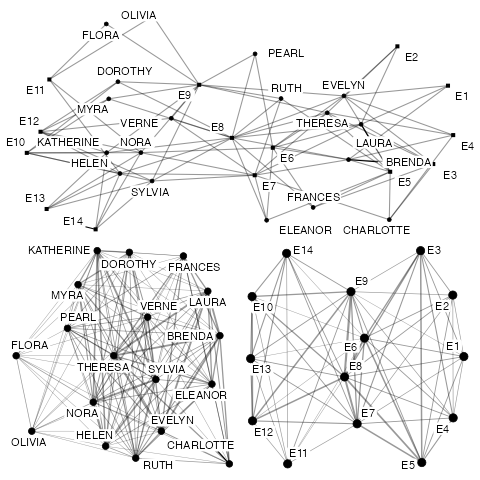 OLIVIA
FLORA
PEARL
E2
DOROTHY
E11
E9
RUTH
EVELYN
E1
MYRA
E12
VERNE
E8
THERESA
E10
KATHERINE
NORA
LAURA
E4
HELEN
E6
BRENDA
E3
SYLVIA
E7
E5
E13
FRANCES
E14
ELEANOR
CHARLOTTE
KATHERINE
DOROTHY
FRANCES
MYRA
VERNE
LAURA
PEARL
BRENDA
FLORA
THERESA
SYLVIA
ELEANOR
NORA
OLIVIA
HELEN
EVELYN
CHARLOTTE
RUTH
E14
E3
E9
E10
E2
E6
E1
E13
E8
E7
E12
E4
E11
E5